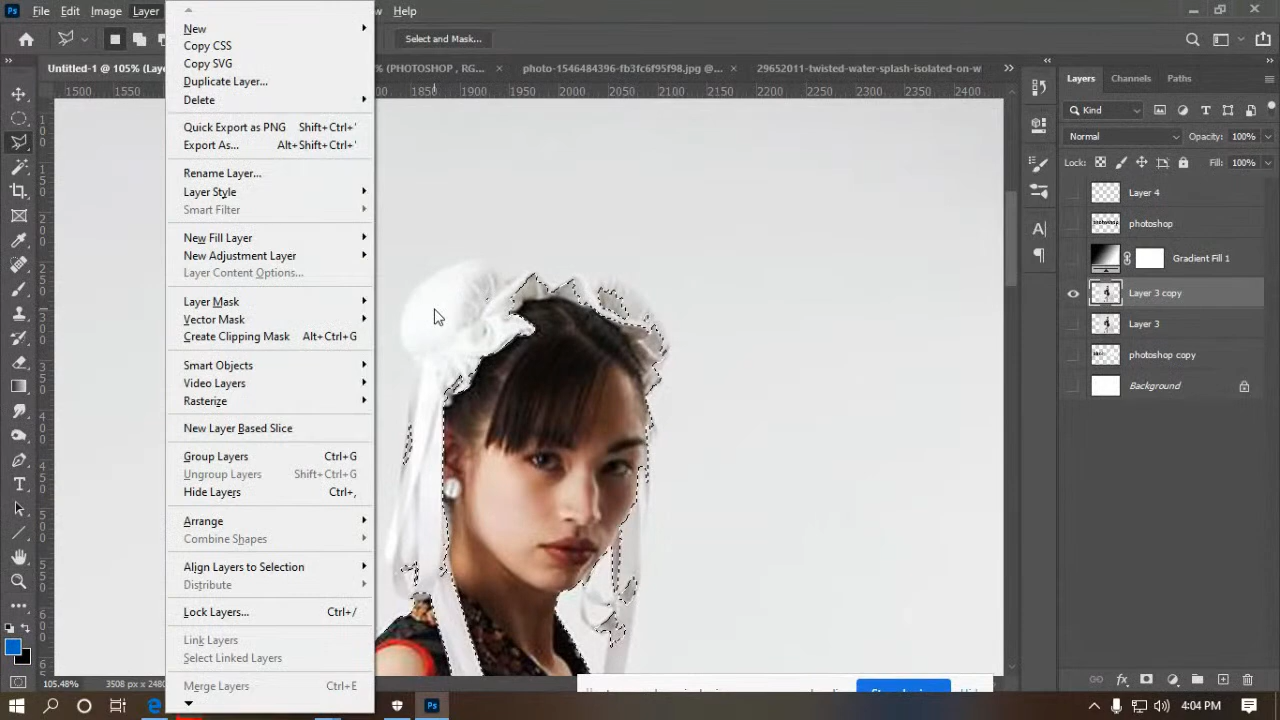 Ps File Edit Image Layer w Help
Select and Mask...
Untitled-1 @ 105% (Laye % (PHOTOSHOP , RG... × photo-1546484396-fb3fc6f95f98.jpg @... × 29652011-twisted-water-splash-isolated-on-w
1500 1550 1850 1900 1950 2000 2050 2100 2150 2200 2250 2300 2350 2400
New
Copy CSS
Copy SVG
Duplicate Layer...
Delete
Quick Export as PNG Shift+Ctrl+'
Export As... Alt+Shift+Ctrl+'
Rename Layer...
Layer Style
Smart Filter
New Fill Layer
New Adjustment Layer
Layer Content Options...
Layer Mask
Vector Mask
Create Clipping Mask Alt+Ctrl+G
Smart Objects
Video Layers
Rasterize
New Layer Based Slice
Group Layers Ctrl+G
Ungroup Layers Shift+Ctrl+G
Hide Layers Ctrl+,
Arrange
Combine Shapes
Align Layers to Selection
Distribute
Lock Layers... Ctrl+/
Link Layers
Select Linked Layers
Merge Layers Ctrl+E
Layers Channels Paths
Kind
Normal Opacity: 100%
Lock: Fill: 100%
Layer 4
photoshop
Gradient Fill 1
Layer 3 copy
Layer 3
photoshop copy
Background
105.48% 3508 px x 2480
4:04 PM